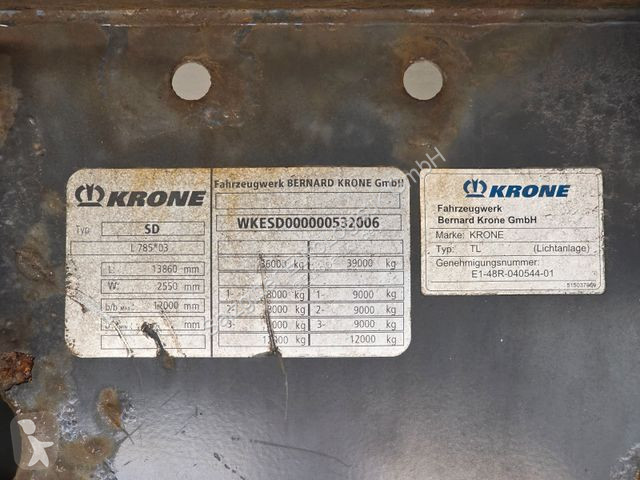 KRONE
Typ SD
L 785*03
L: 13860 mm
W: 2550 mm
b/b MAX 12000 mm
mm
Fahrzeugwerk BERNARD KRONE GmbH
WKESD000000532006
36000 kg 39000 kg
1- 8000 kg 1- 9000 kg
2- 8000 kg 2- 9000 kg
3- kg 3- 9000 kg
kg 12000 kg
KRONE
Fahrzeugwerk
Bernard Krone GmbH
Marke: KRONE
Typ: TL (Lichtanlage)
Genehmigungsnummer:
E1-48R-040544-01
GmbH